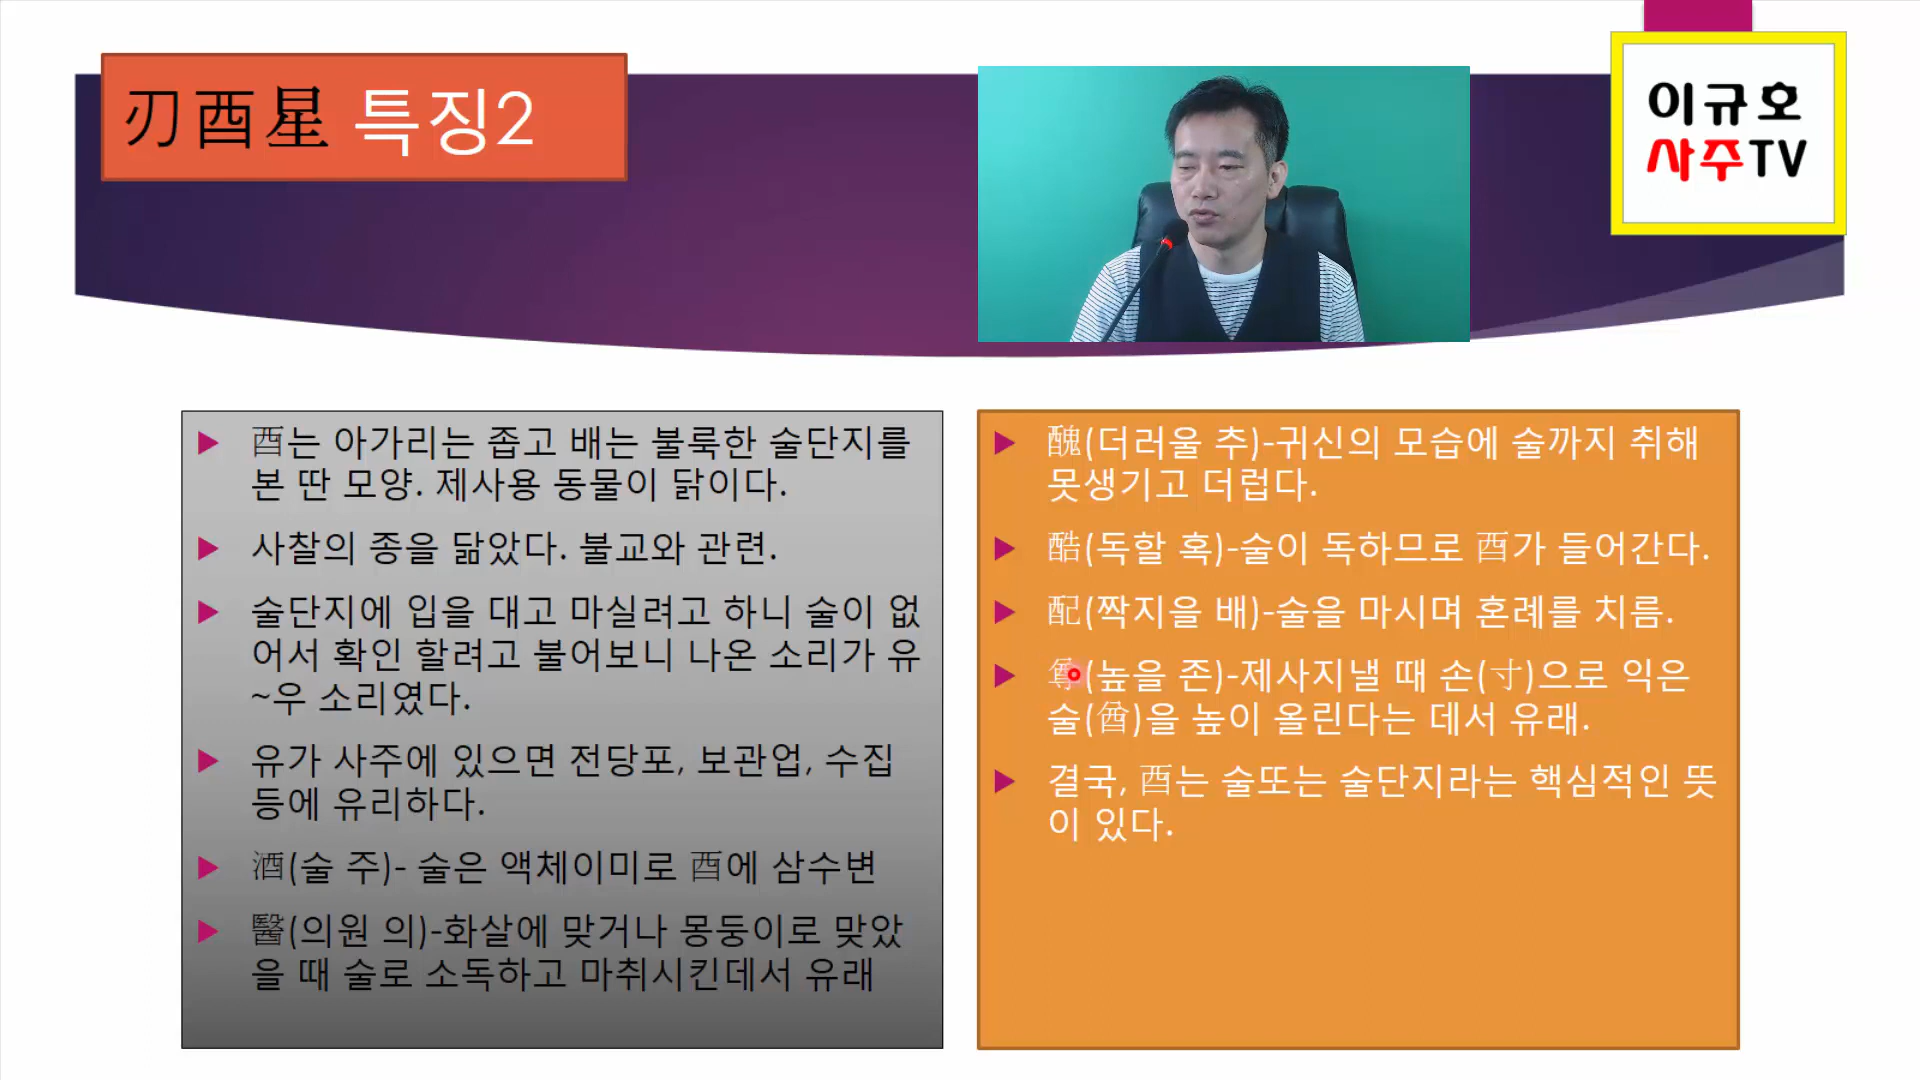 刃酉星 특징2
이규호
사주TV
酉는 아가리는 좁고 배는 불룩한 술단지를
본 딴 모양. 제사용 동물이 닭이다.
사찰의 종을 닮았다. 불교와 관련.
술단지에 입을 대고 마실려고 하니 술이 없
어서 확인 할려고 불어보니 나온 소리가 유
~우 소리였다.
유가 사주에 있으면 전당포, 보관업, 수집
등에 유리하다.
酒(술 주)- 술은 액체이미로 酉에 삼수변
醫(의원 의)-화살에 맞거나 몽둥이로 맞았
을 때 술로 소독하고 마취시킨데서 유래
醜(더러울 추)-귀신의 모습에 술까지 취해
못생기고 더럽다.
酷(독할 혹)-술이 독하므로 酉가 들어간다.
配(짝지을 배)-술을 마시며 혼례를 치름.
尊(높을 존)-제사지낼 때 손(寸)으로 익은
술(酋)을 높이 올린다는 데서 유래.
결국, 酉는 술또는 술단지라는 핵심적인 뜻
이 있다.